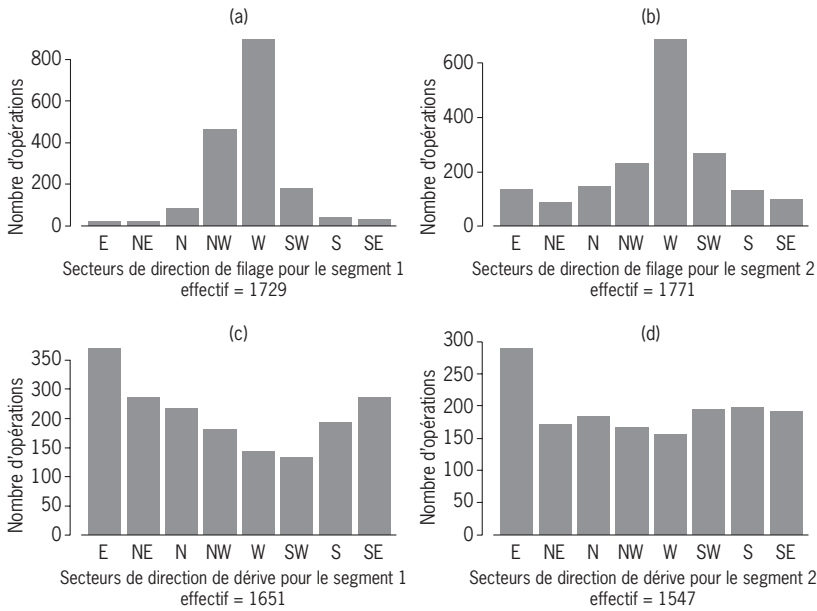 (a)
Nombre d'opérations
800
600
400
200
0
E NE N NW W SW S SE
Secteurs de direction de filage pour le segment 1
effectif = 1729
(b)
Nombre d'opérations
600
400
200
0
E NE N NW W SW S SE
Secteurs de direction de filage pour le segment 2
effectif = 1771
(c)
Nombre d'opérations
350
300
250
200
150
100
50
0
E NE N NW W SW S SE
Secteurs de direction de dérive pour le segment 1
effectif = 1651
(d)
Nombre d'opérations
300
250
200
150
100
50
0
E NE N NW W SW S SE
Secteurs de direction de dérive pour le segment 2
effectif = 1547